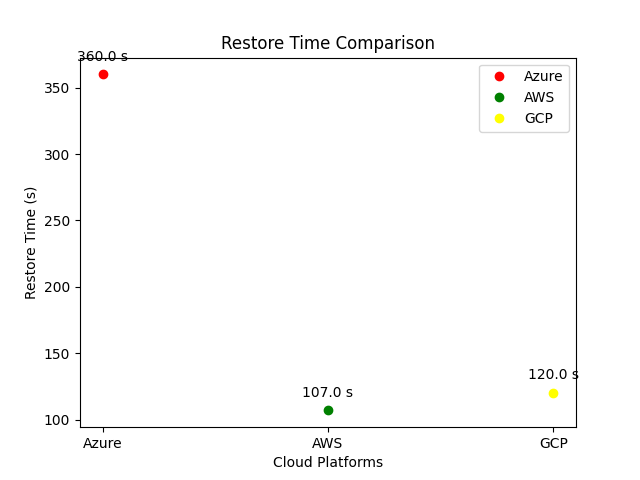 Restore Time Comparison
360.0 s
Azure
AWS
GCP
350
300
250
200
150
100
Restore Time (s)
107.0 s
120.0 s
Azure
AWS
GCP
Cloud Platforms